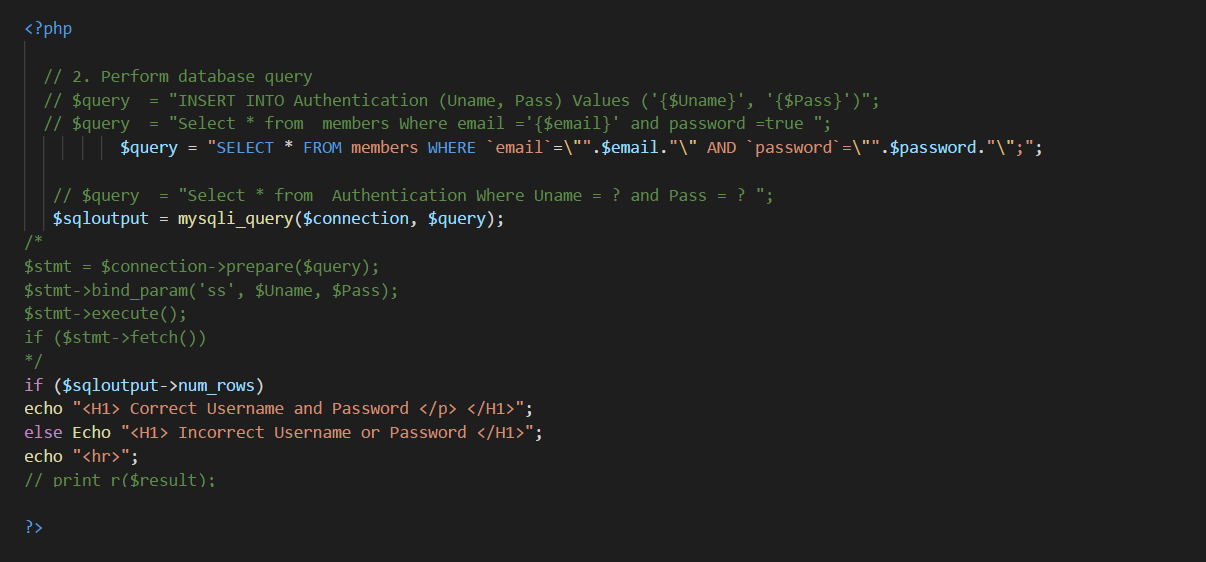 <?php
// 2. Perform database query
// $query  = "INSERT INTO Authentication (Uname, Pass) Values ('{$Uname}', '{$Pass}')";
// $query  = "Select * from  members Where email ='{$email}' and password =true ";
$query = "SELECT * FROM members WHERE `email`=\"".$email."\" AND `password`=\"".$password."\";";
// $query  = "Select * from  Authentication Where Uname = ? and Pass = ? ";
$sqloutput = mysqli_query($connection, $query);
/*
$stmt = $connection->prepare($query);
$stmt->bind_param('ss', $Uname, $Pass);
$stmt->execute();
if ($stmt->fetch())
*/
if ($sqloutput->num_rows)
echo "<H1> Correct Username and Password </p> </H1>";
else Echo "<H1> Incorrect Username or Password </H1>";
echo "<hr>";
// print r($result);
?>